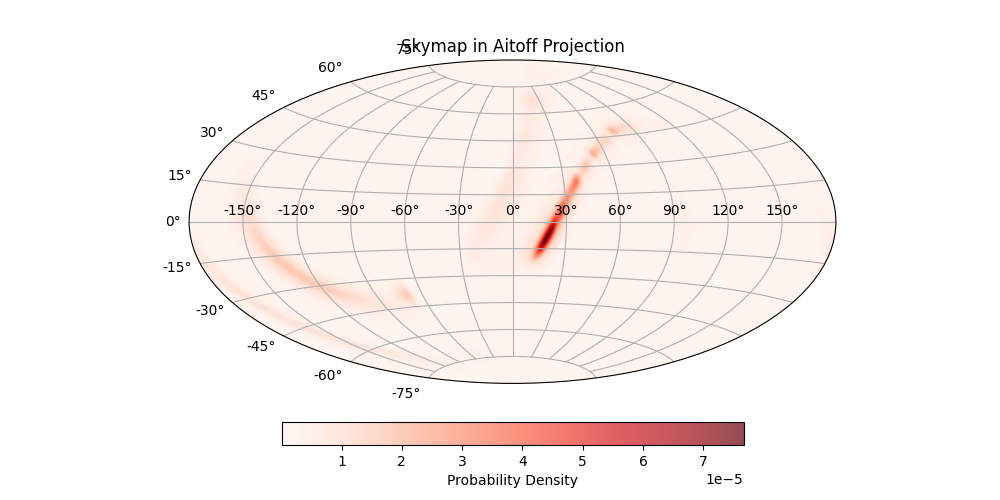 Skymap in Aitoff Projection
75°
60°
45°
30°
15°
-150° -120° -90° -60° -30° 0° 30° 60° 90° 120° 150°
0°
-15°
-30°
-45°
-60°
-75°
1 2 3 4 5 6 7
1e−5
Probability Density